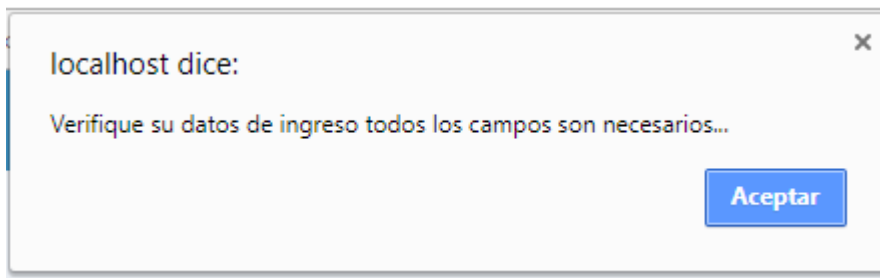 localhost dice:
Verifique su datos de ingreso todos los campos son necesarios...
Aceptar